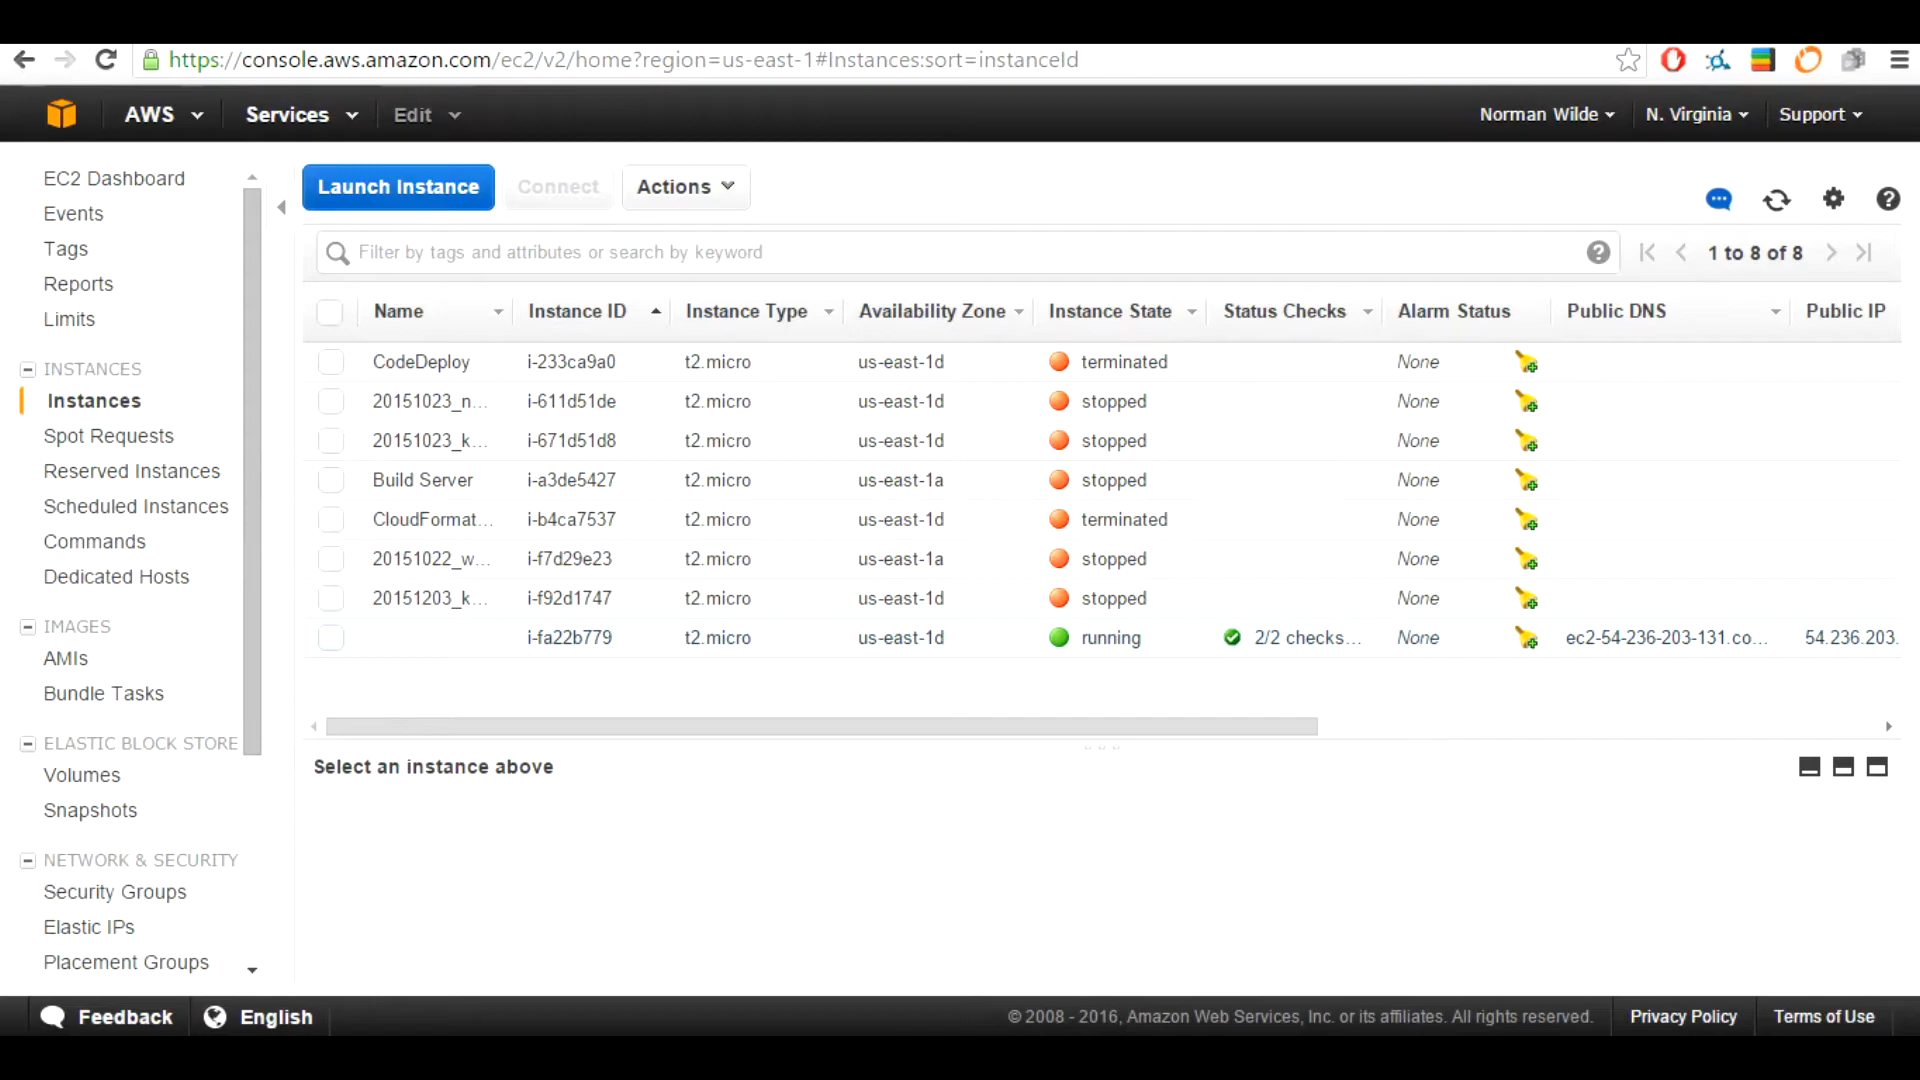 https://console.aws.amazon.com/ec2/v2/home?region=us-east-1#Instances:sort=instanceId
AWS Services Edit Norman Wilde N. Virginia Support
EC2 Dashboard
Events
Tags
Reports
Limits
INSTANCES
Instances
Spot Requests
Reserved Instances
Scheduled Instances
Commands
Dedicated Hosts
IMAGES
AMIs
Bundle Tasks
ELASTIC BLOCK STORE
Volumes
Snapshots
NETWORK & SECURITY
Security Groups
Elastic IPs
Placement Groups
Launch Instance Connect Actions
Filter by tags and attributes or search by keyword 1 to 8 of 8
Name Instance ID Instance Type Availability Zone Instance State Status Checks Alarm Status Public DNS Public IP
CodeDeploy i-233ca9a0 t2.micro us-east-1d terminated None
20151023_n... i-611d51de t2.micro us-east-1d stopped None
20151023_k... i-671d51d8 t2.micro us-east-1d stopped None
Build Server i-a3de5427 t2.micro us-east-1a stopped None
CloudFormat... i-b4ca7537 t2.micro us-east-1d terminated None
20151022_w... i-f7d29e23 t2.micro us-east-1a stopped None
20151203_k... i-f92d1747 t2.micro us-east-1d stopped None
i-fa22b779 t2.micro us-east-1d running 2/2 checks... None ec2-54-236-203-131.co... 54.236.203.
Select an instance above
Feedback English © 2008 - 2016, Amazon Web Services, Inc. or its affiliates. All rights reserved. Privacy Policy Terms of Use